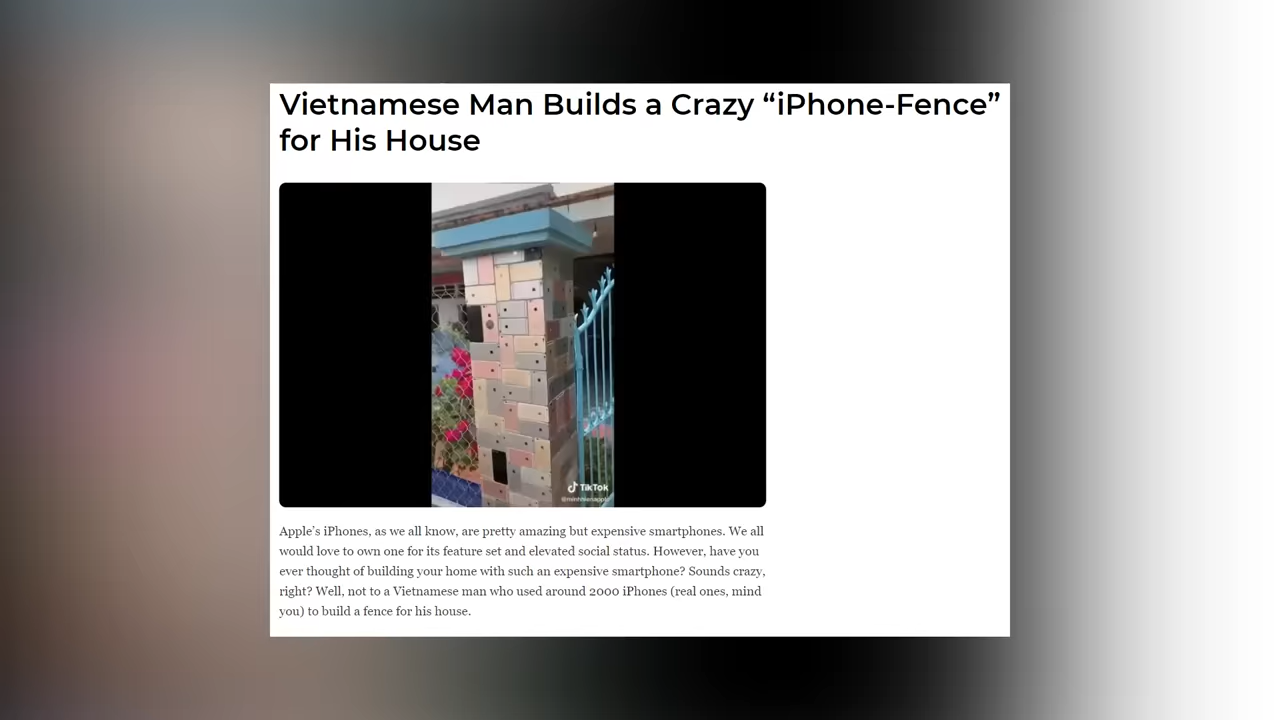 Vietnamese Man Builds a Crazy “iPhone-Fence”
for His House
TikTok
Apple’s iPhones, as we all know, are pretty amazing but expensive smartphones. We all
would love to own one for its feature set and elevated social status. However, have you
ever thought of building your home with such an expensive smartphone? Sounds crazy,
right? Well, not to a Vietnamese man who used around 2000 iPhones (real ones, mind
you) to build a fence for his house.